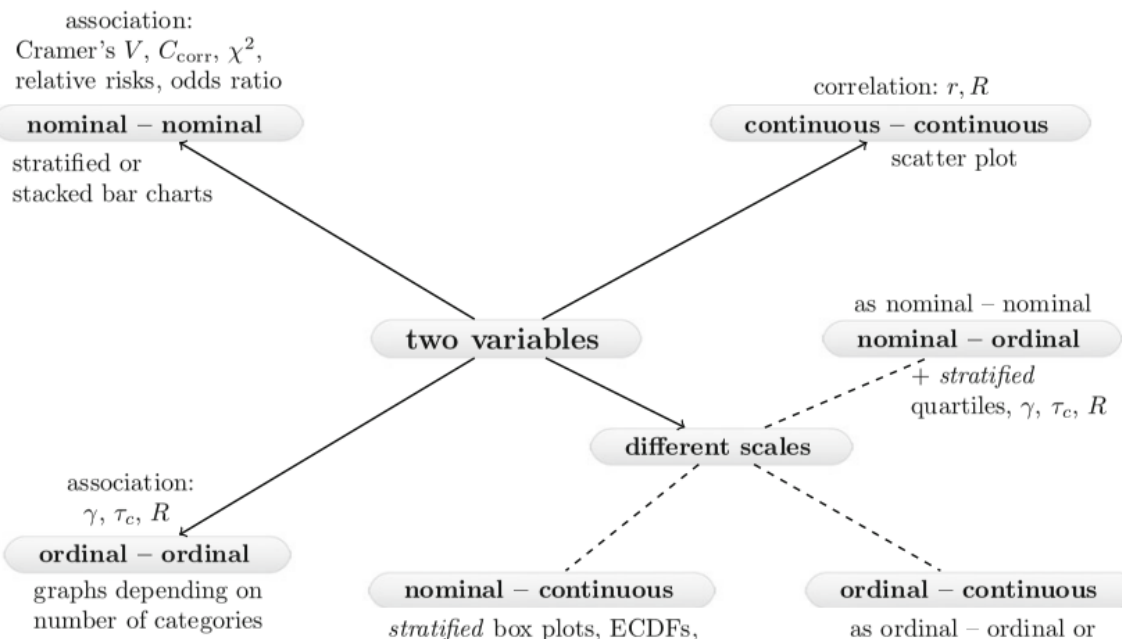 association:
Cramer's V, C_corr, χ²,
relative risks, odds ratio
nominal – nominal
stratified or
stacked bar charts
correlation: r, R
continuous – continuous
scatter plot
two variables
as nominal – nominal
nominal – ordinal
+ stratified
quartiles, γ, τ_c, R
different scales
association:
γ, τ_c, R
ordinal – ordinal
graphs depending on
number of categories
nominal – continuous
stratified box plots, ECDFs,
ordinal – continuous
as ordinal – ordinal or